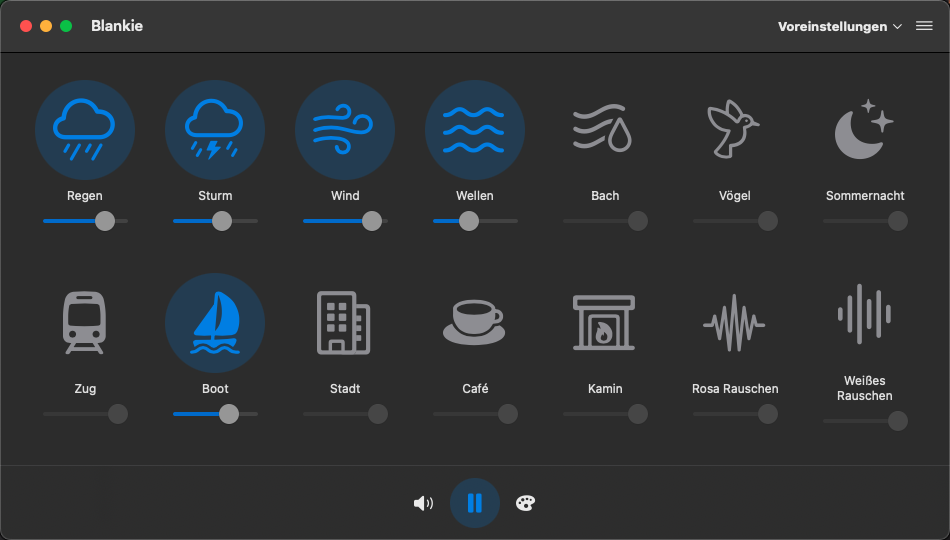 Blankie
Voreinstellungen
Regen
Sturm
Wind
Wellen
Bach
Vögel
Sommernacht
Zug
Boot
Stadt
Café
Kamin
Rosa Rauschen
Weißes
Rauschen